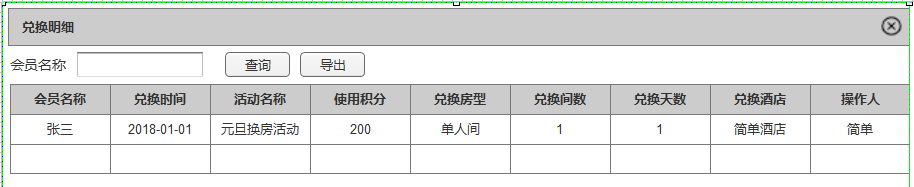 兑换明细
会员名称 查询 导出
会员名称 兑换时间 活动名称 使用积分 兑换房型 兑换间数 兑换天数 兑换酒店 操作人
张三 2018-01-01 元旦换房活动 200 单人间 1 1 简单酒店 简单